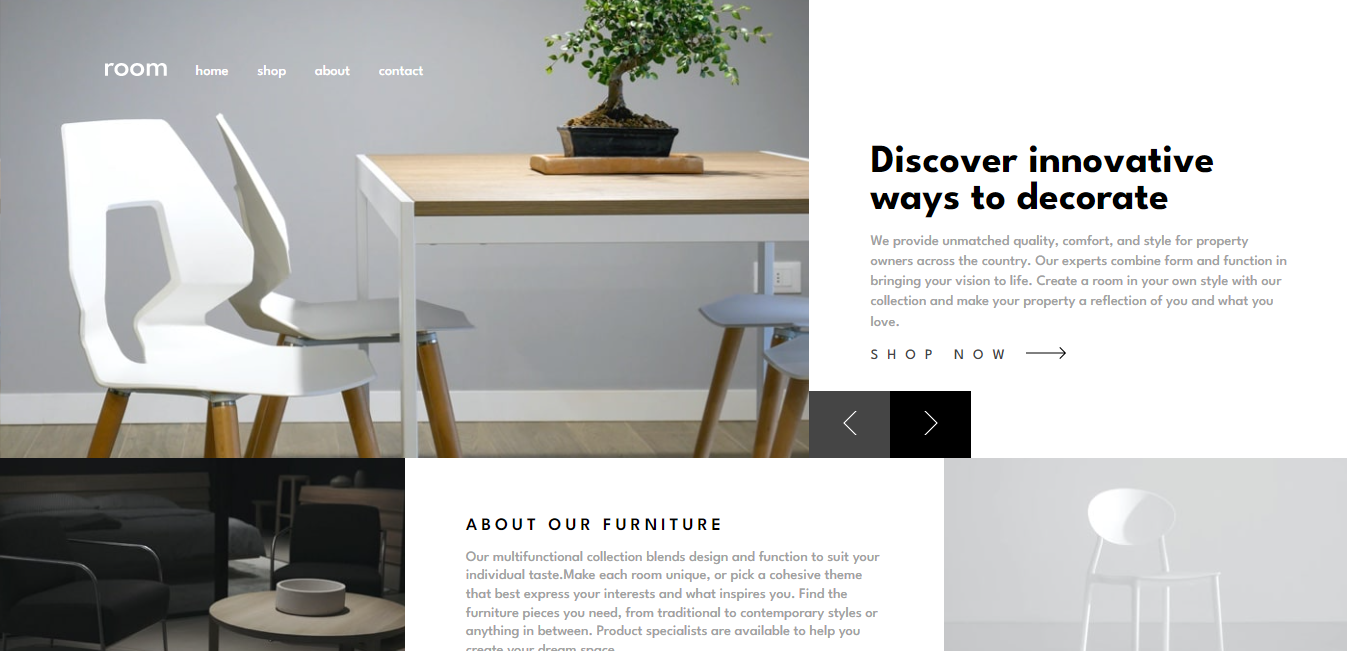 room home shop about contact
Discover innovative
ways to decorate
We provide unmatched quality, comfort, and style for property
owners across the country. Our experts combine form and function in
bringing your vision to life. Create a room in your own style with our
collection and make your property a reflection of you and what you
love.
SHOP NOW
ABOUT OUR FURNITURE
Our multifunctional collection blends design and function to suit your
individual taste.Make each room unique, or pick a cohesive theme
that best express your interests and what inspires you. Find the
furniture pieces you need, from traditional to contemporary styles or
anything in between. Product specialists are available to help you
create your dream space.